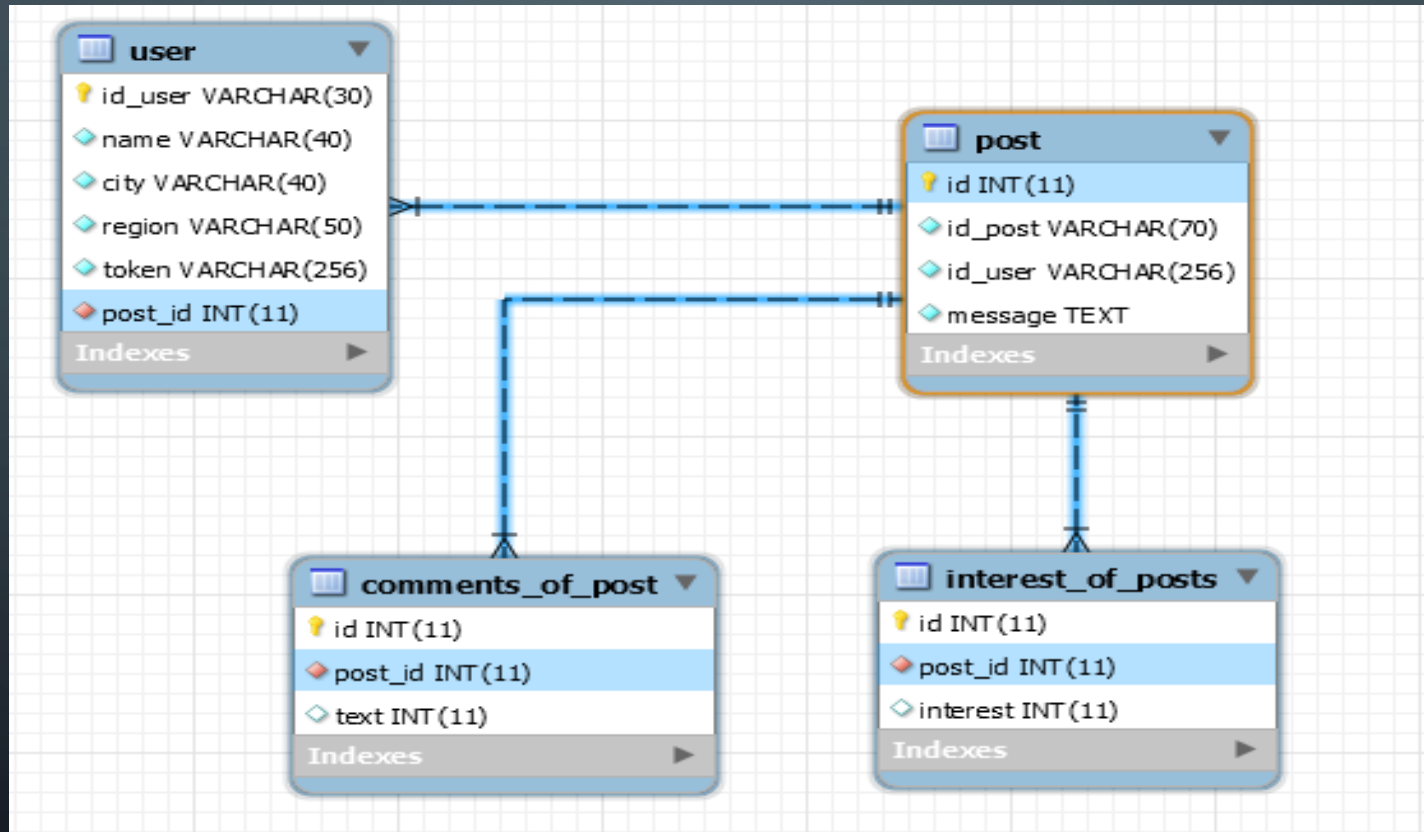 user
id_user VARCHAR(30)
name VARCHAR(40)
city VARCHAR(40)
region VARCHAR(50)
token VARCHAR(256)
post_id INT(11)
Indexes
post
id INT(11)
id_post VARCHAR(70)
id_user VARCHAR(256)
message TEXT
Indexes
comments_of_post
id INT(11)
post_id INT(11)
text INT(11)
Indexes
interest_of_posts
id INT(11)
post_id INT(11)
interest INT(11)
Indexes